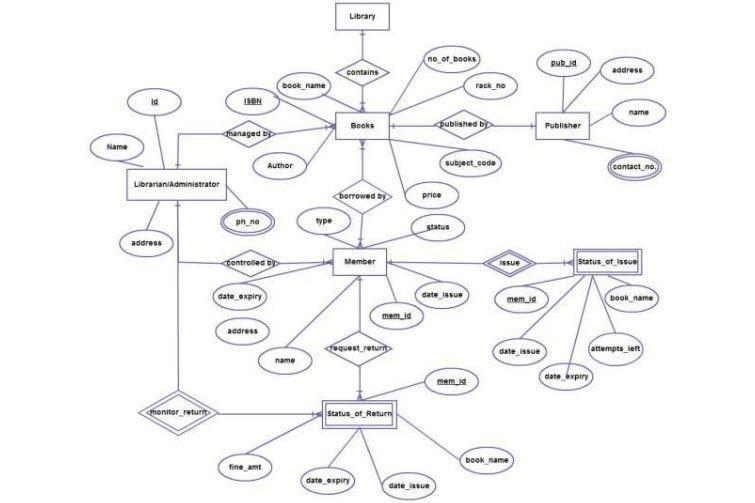 Library
no_of_books
contains
pub_id
address
book_name
rack_no
Id
ISBN
name
managed by
Books
published by
Publisher
Name
Author
subject_code
contact_no.
Librarian/Administrator
borrowed by
price
ph_no
type
status
address
controlled by
Member
issue
Status_of_Issue
date_expiry
date_issue
mem_id
book_name
mem_id
address
name
request_return
date_issue
attempts_left
date_expiry
mem_id
monitor_return
Status_of_Return
fine_amt
book_name
date_expiry
date_issue